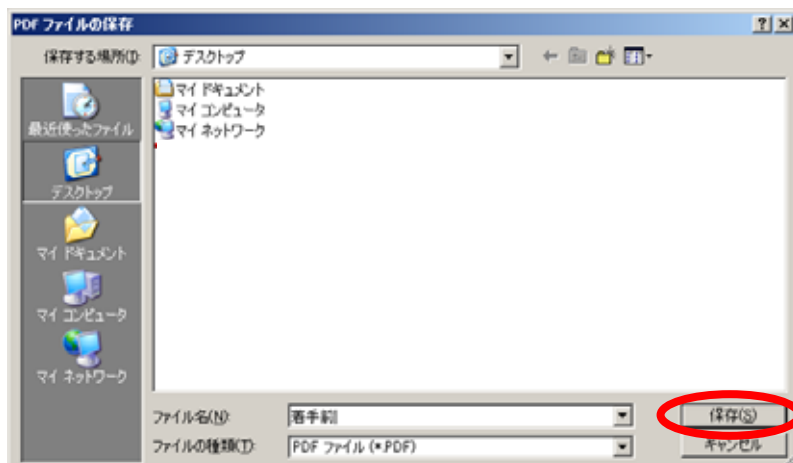 PDF ファイルの保存
保存する場所(I):
デスクトップ
マイ ドキュメント
マイ コンピュータ
マイ ネットワーク
最近使ったファイル
デスクトップ
マイ ドキュメント
マイ コンピュータ
マイ ネットワーク
ファイル名(N):
着手前
保存(S)
ファイルの種類(T):
PDF ファイル (*.PDF)
キャンセル